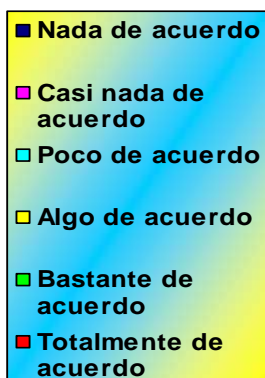 Nada de acuerdo
Casi nada de
acuerdo
Poco de acuerdo
Algo de acuerdo
Bastante de
acuerdo
Totalmente de
acuerdo